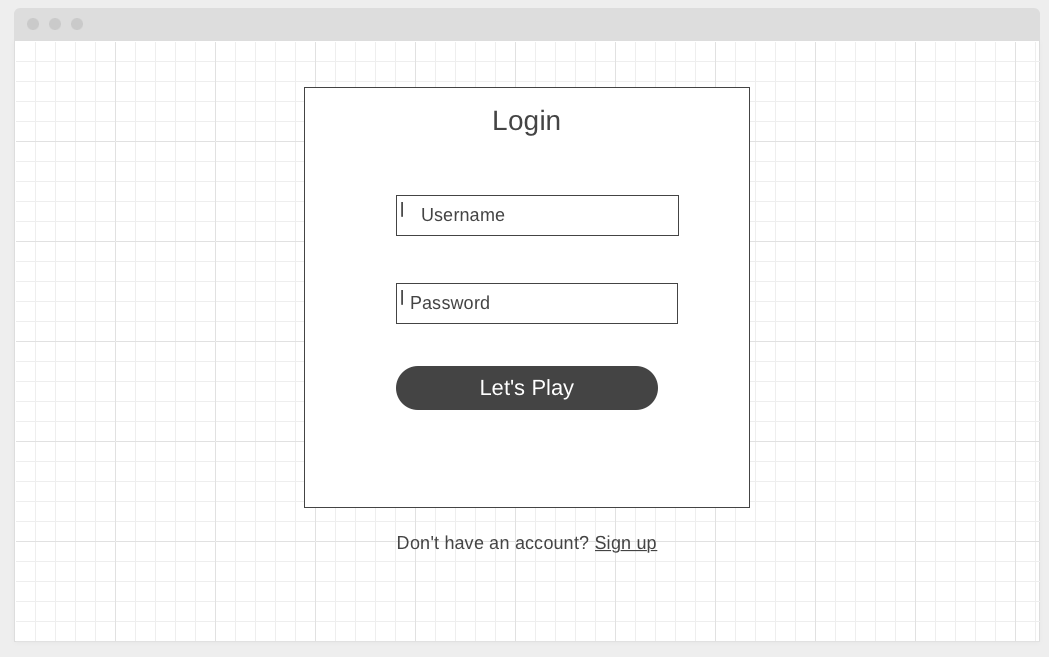 Login
Username
Password
Let's Play
Don't have an account? Sign up